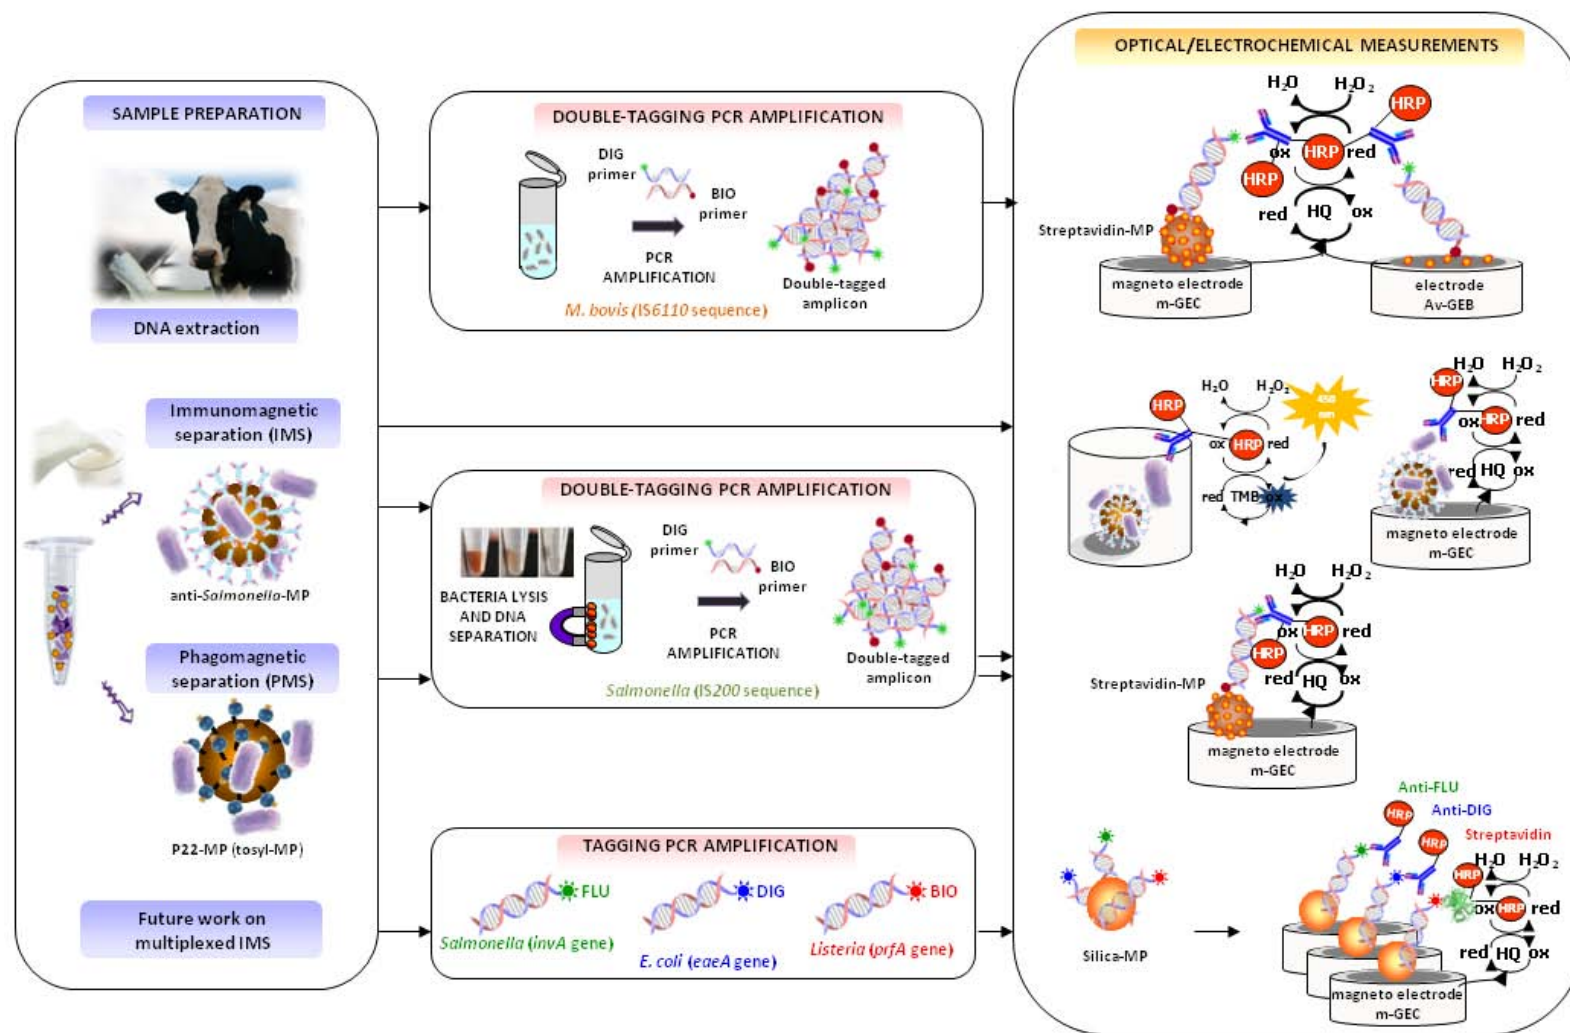 SAMPLE PREPARATION
DNA extraction
Immunomagnetic
separation (IMS)
anti-Salmonella-MP
Phagomagnetic
separation (PMS)
P22-MP (tosyl-MP)
Future work on
multiplexed IMS
DOUBLE-TAGGING PCR AMPLIFICATION
DIG
primer
BIO
primer
PCR
AMPLIFICATION
Double-tagged
amplicon
M. bovis (IS6110 sequence)
DOUBLE-TAGGING PCR AMPLIFICATION
DIG
primer
BIO
primer
BACTERIA LYSIS
AND DNA
SEPARATION
PCR
AMPLIFICATION
Double-tagged
amplicon
Salmonella (IS200 sequence)
TAGGING PCR AMPLIFICATION
FLU
DIG
BIO
Salmonella (invA gene)
E. coli (eaeA gene)
Listeria (prfA gene)
OPTICAL/ELECTROCHEMICAL MEASUREMENTS
H2O H2O2
HRP
ox HRP red
HRP
red HQ ox
Streptavidin-MP
magneto electrode
m-GEC
electrode
Av-GEB
H2O H2O2
450
nm
HRP
ox HRP red
red TMB ox
H2O H2O2
HRP
ox HRP red
red HQ ox
magneto electrode
m-GEC
H2O H2O2
ox HRP red
HRP
red HQ ox
Streptavidin-MP
magneto electrode
m-GEC
Silica-MP
Anti-FLU
HRP
Anti-DIG
HRP
Streptavidin
H2O H2O2
HRP
ox HRP red
red HQ ox
magneto electrode
m-GEC